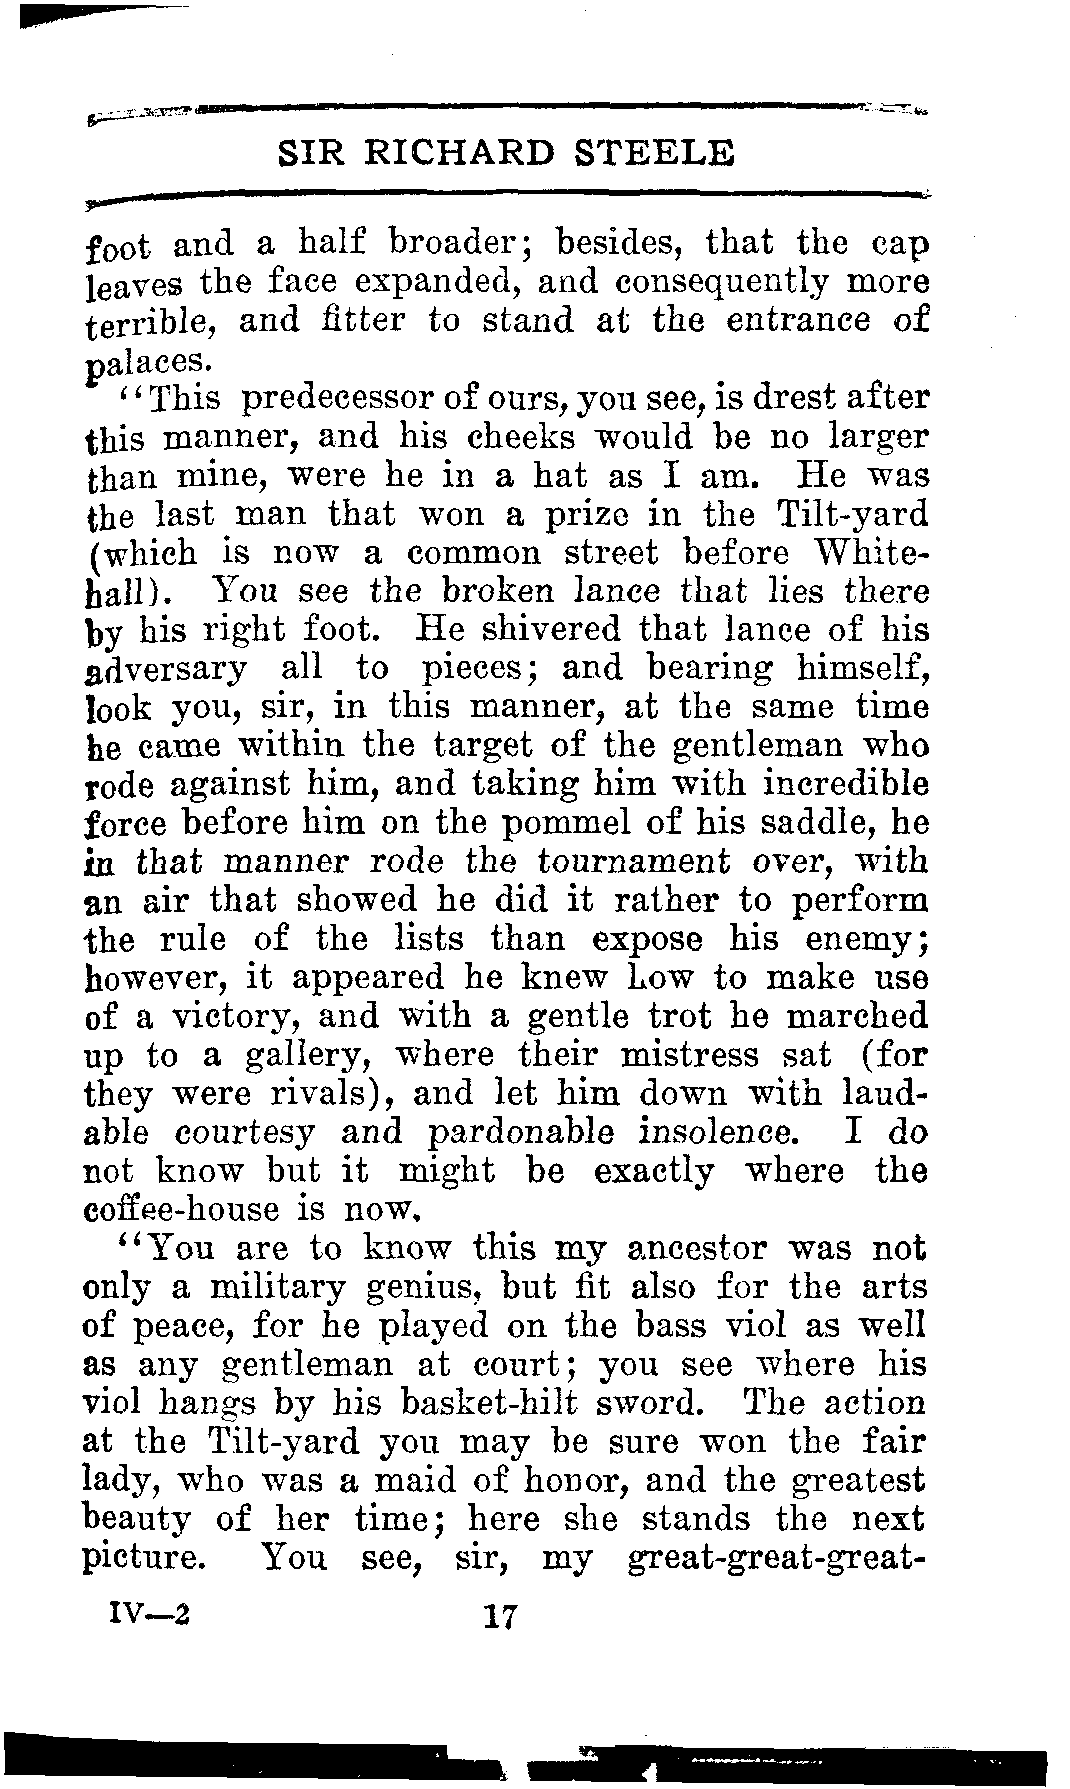 SIR RICHARD STEELE
foot and a half broader; besides, that the cap
leaves the face expanded, and consequently more
terrible, and fitter to stand at the entrance of
palaces.
“This predecessor of ours, you see, is drest after
this manner, and his cheeks would be no larger
than mine, were he in a hat as I am. He was
the last man that won a prize in the Tilt-yard
(which is now a common street before White-
hall). You see the broken lance that lies there
by his right foot. He shivered that lance of his
adversary all to pieces; and bearing himself,
look you, sir, in this manner, at the same time
he came within the target of the gentleman who
rode against him, and taking him with incredible
force before him on the pommel of his saddle, he
in that manner rode the tournament over, with
an air that showed he did it rather to perform
the rule of the lists than expose his enemy;
however, it appeared he knew how to make use
of a victory, and with a gentle trot he marched
up to a gallery, where their mistress sat (for
they were rivals), and let him down with laud-
able courtesy and pardonable insolence. I do
not know but it might be exactly where the
coffee-house is now.
“You are to know this my ancestor was not
only a military genius, but fit also for the arts
of peace, for he played on the bass viol as well
as any gentleman at court; you see where his
viol hangs by his basket-hilt sword. The action
at the Tilt-yard you may be sure won the fair
lady, who was a maid of honor, and the greatest
beauty of her time; here she stands the next
picture. You see, sir, my great-great-great-
IV—2 17